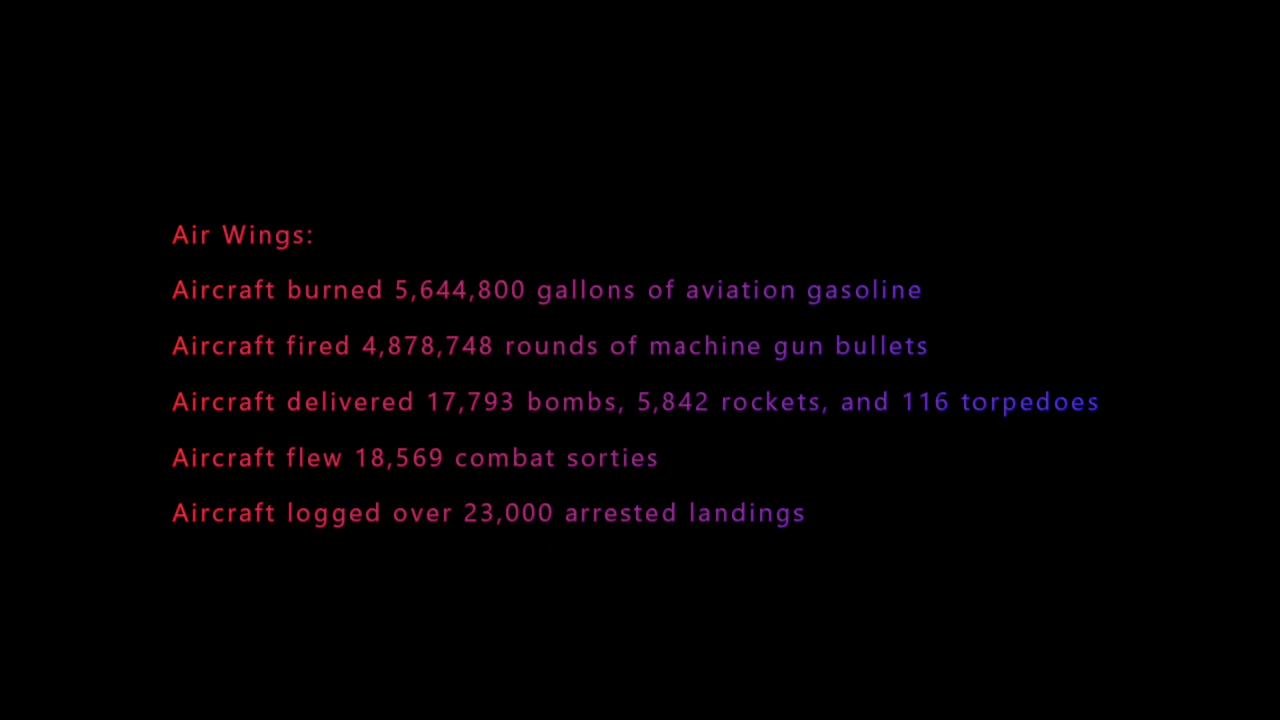 Air Wings:
Aircraft burned 5,644,800 gallons of aviation gasoline
Aircraft fired 4,878,748 rounds of machine gun bullets
Aircraft delivered 17,793 bombs, 5,842 rockets, and 116 torpedoes
Aircraft flew 18,569 combat sorties
Aircraft logged over 23,000 arrested landings